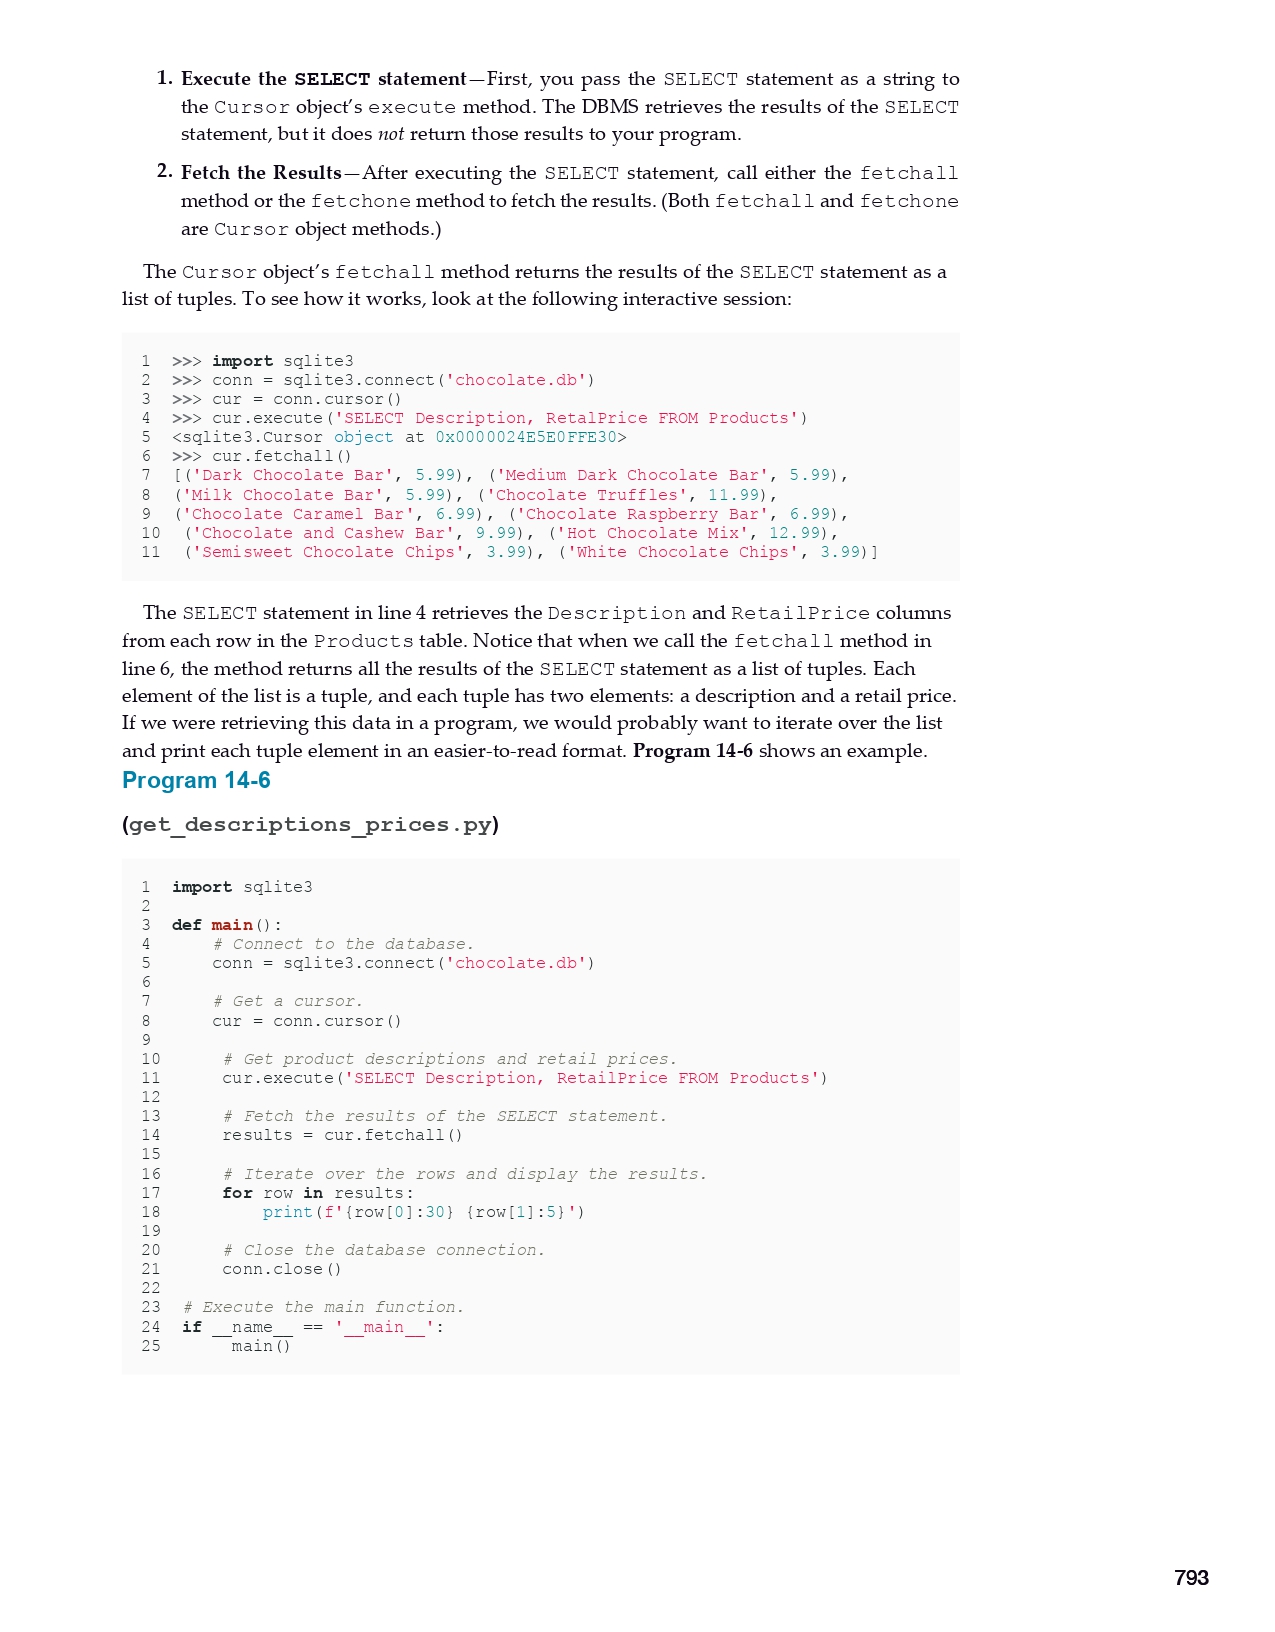 1. Execute the SELECT statement—First, you pass the SELECT statement as a string to
the Cursor object’s execute method. The DBMS retrieves the results of the SELECT
statement, but it does not return those results to your program.
2. Fetch the Results—After executing the SELECT statement, call either the fetchall
method or the fetchone method to fetch the results. (Both fetchall and fetchone
are Cursor object methods.)
The Cursor object’s fetchall method returns the results of the SELECT statement as a
list of tuples. To see how it works, look at the following interactive session:
1 >>> import sqlite3
2 >>> conn = sqlite3.connect('chocolate.db')
3 >>> cur = conn.cursor()
4 >>> cur.execute('SELECT Description, RetalPrice FROM Products')
5 <sqlite3.Cursor object at 0x0000024E5E0FFE30>
6 >>> cur.fetchall()
7 [('Dark Chocolate Bar', 5.99), ('Medium Dark Chocolate Bar', 5.99),
8 ('Milk Chocolate Bar', 5.99), ('Chocolate Truffles', 11.99),
9 ('Chocolate Caramel Bar', 6.99), ('Chocolate Raspberry Bar', 6.99),
10 ('Chocolate and Cashew Bar', 9.99), ('Hot Chocolate Mix', 12.99),
11 ('Semisweet Chocolate Chips', 3.99), ('White Chocolate Chips', 3.99)]
The SELECT statement in line 4 retrieves the Description and RetailPrice columns
from each row in the Products table. Notice that when we call the fetchall method in
line 6, the method returns all the results of the SELECT statement as a list of tuples. Each
element of the list is a tuple, and each tuple has two elements: a description and a retail price.
If we were retrieving this data in a program, we would probably want to iterate over the list
and print each tuple element in an easier-to-read format. Program 14-6 shows an example.
Program 14-6
(get_descriptions_prices.py)
1 import sqlite3
2
3 def main():
4     # Connect to the database.
5     conn = sqlite3.connect('chocolate.db')
6
7     # Get a cursor.
8     cur = conn.cursor()
9
10     # Get product descriptions and retail prices.
11     cur.execute('SELECT Description, RetailPrice FROM Products')
12
13     # Fetch the results of the SELECT statement.
14     results = cur.fetchall()
15
16     # Iterate over the rows and display the results.
17     for row in results:
18         print(f'{row[0]:30} {row[1]:5}')
19
20     # Close the database connection.
21     conn.close()
22
23 # Execute the main function.
24 if __name__ == '__main__':
25     main()
793